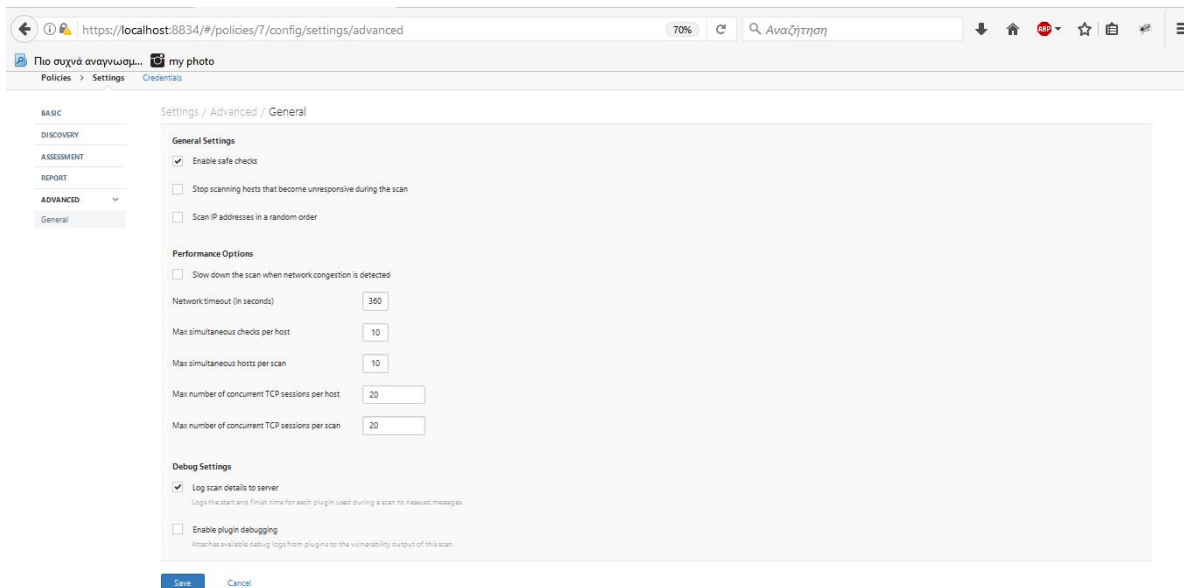 https://localhost:8834/#/policies/7/config/settings/advanced
70%
Αναζήτηση
ABP
Πιο συχνά αναγνωσμ...
my photo
Policies > Settings Credentials
BASIC
DISCOVERY
ASSESSMENT
REPORT
ADVANCED
General
Settings / Advanced / General
General Settings
Enable safe checks
Stop scanning hosts that become unresponsive during the scan
Scan IP addresses in a random order
Performance Options
Slow down the scan when network congestion is detected
Network timeout (in seconds) 360
Max simultaneous checks per host 10
Max simultaneous hosts per scan 10
Max number of concurrent TCP sessions per host 20
Max number of concurrent TCP sessions per scan 20
Debug Settings
Log scan details to server
Logs the start and finish time for each plugin used during a scan to nessusd.messages.
Enable plugin debugging
Attaches available debug logs from plugins to the vulnerability output of this scan.
Save Cancel